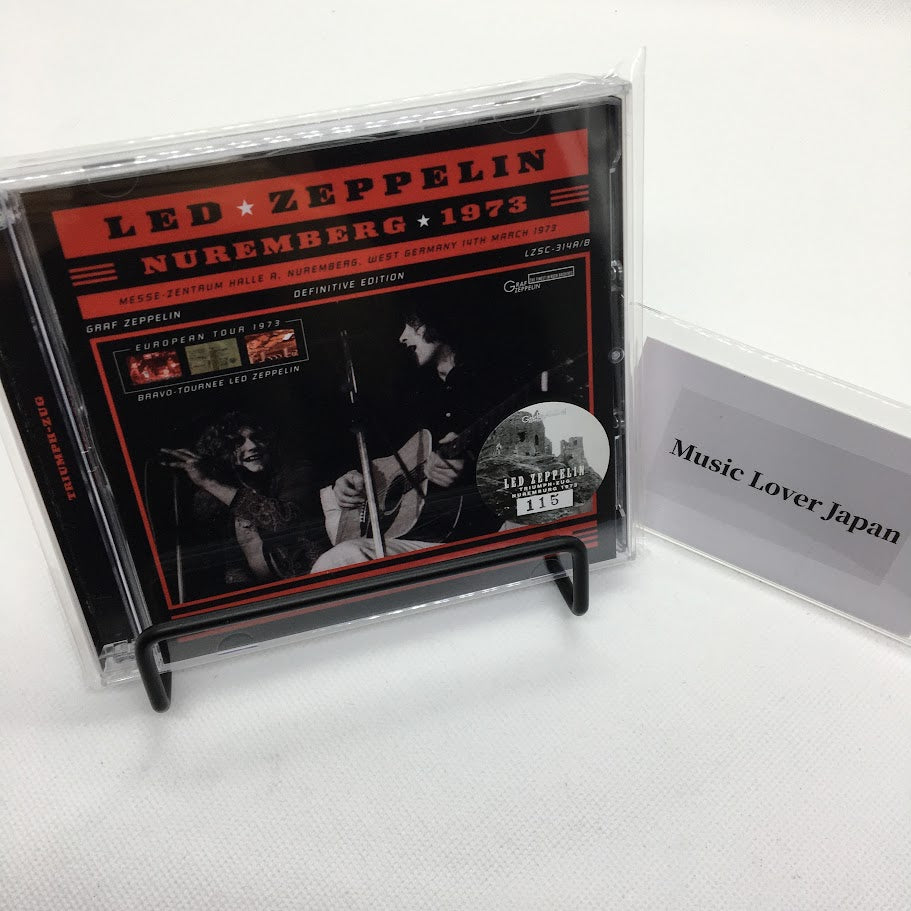 LED ★ ZEPPELIN
NUREMBERG ★ 1973
MESSE-ZENTRUM HALLE A, NUREMBERG, WEST GERMANY 14TH MARCH 1973
GRAF ZEPPELIN
DEFINITIVE EDITION
LZSC-314A/B
GRAF ZEPPELIN
EUROPEAN TOUR 1973
BRAVO-TOURNEE LED ZEPPELIN
TRIUMPH-ZUG
LED ZEPPELIN
TRIUMPH-ZUG
NUREMBURG 1973
115
Music Lover Japan